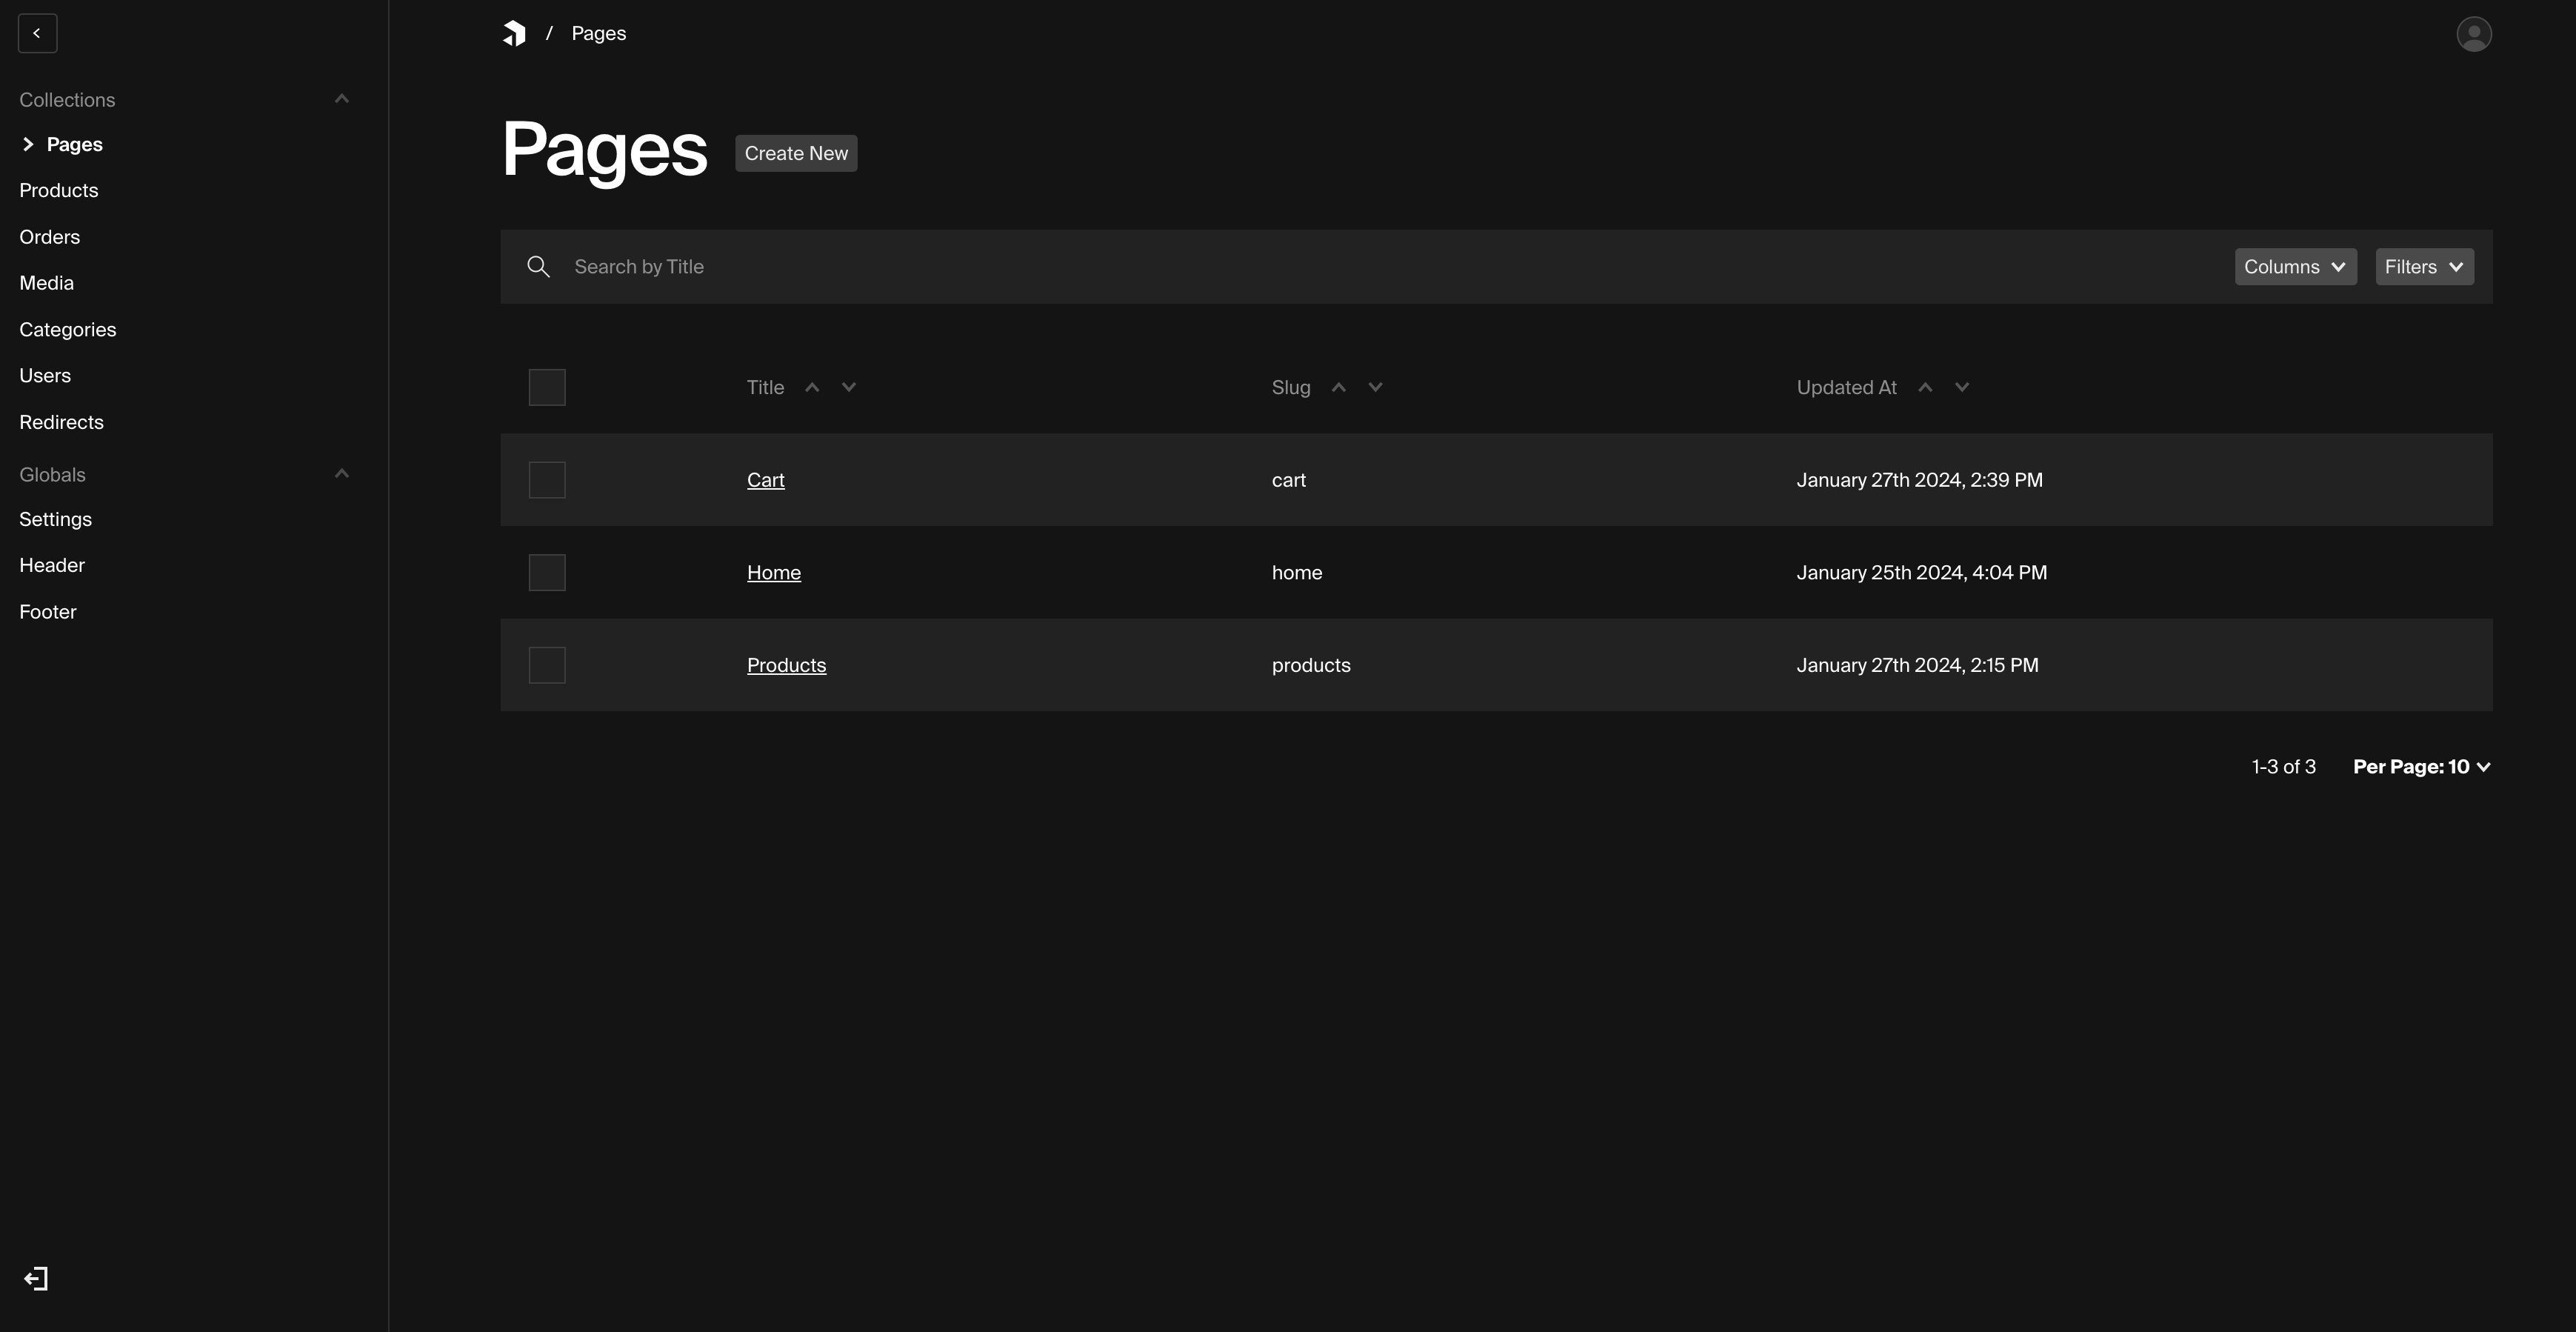 / Pages
Collections
Pages
Products
Orders
Media
Categories
Users
Redirects
Globals
Settings
Header
Footer
Pages Create New
Search by Title Columns Filters
Title Slug Updated At
Cart cart January 27th 2024, 2:39 PM
Home home January 25th 2024, 4:04 PM
Products products January 27th 2024, 2:15 PM
1-3 of 3 Per Page: 10